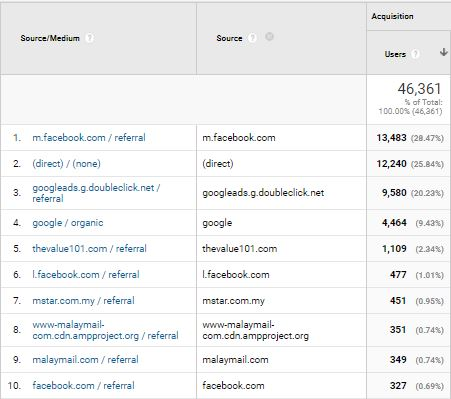 Acquisition
Source/Medium ? Source ? Users ?
46,361
% of Total:
100.00% (46,361)
1. m.facebook.com / referral m.facebook.com 13,483 (28.47%)
2. (direct) / (none) (direct) 12,240 (25.84%)
3. googleads.g.doubleclick.net / referral googleads.g.doubleclick.net 9,580 (20.23%)
4. google / organic google 4,464 (9.43%)
5. thevalue101.com / referral thevalue101.com 1,109 (2.34%)
6. l.facebook.com / referral l.facebook.com 477 (1.01%)
7. mstar.com.my / referral mstar.com.my 451 (0.95%)
8. www-malaymail-com.cdn.ampproject.org / referral www-malaymail-com.cdn.ampproject.org 351 (0.74%)
9. malaymail.com / referral malaymail.com 349 (0.74%)
10. facebook.com / referral facebook.com 327 (0.69%)